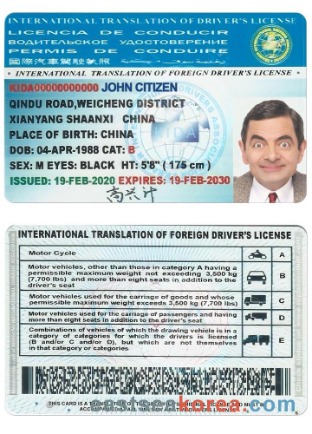 INTERNATIONAL TRANSLATION OF DRIVER'S LICENSE
LICENCIA DE CONDUCIR
ВОДИТЕЛЬСКОЕ УДОСТОВЕРЕНИЕ
PERMIS DE CONDUIRE
國際汽車駕駛執照
INTERNATIONAL TRANSLATION OF FOREIGN DRIVER'S LICENSE
KIDA00000000000 JOHN CITIZEN
QINDU ROAD,WEICHENG DISTRICT
XIANYANG SHAANXI CHINA
PLACE OF BIRTH: CHINA
DOB: 04-APR-1988 CAT: B
SEX: M EYES: BLACK HT: 5'8" ( 175 cm )
ISSUED: 19-FEB-2020 EXPIRES: 19-FEB-2030
INTERNATIONAL TRANSLATION OF FOREIGN DRIVER'S LICENSE
Motor Cycle A
Motor vehicles, other than those in category A having a
permissible maximum weight not exceeding 3,500 kg
(7,700 lbs) and more than eight seats in addition to the
driver's seat B
Motor vehicles used for the carriage of goods and whose
permissible maximum weight exceeds 3,500 kg (7,700 lbs) C
Motor vehicles used for the carriage of passengers and having
more than eight seats in addition to the driver's seat D
Combinations of vehicles of which the drawing vehicle is in a
category of categories for which the drivers is licensed
(B and/or C and/or D), but which are not themselves
in that category or categories E
korea.com